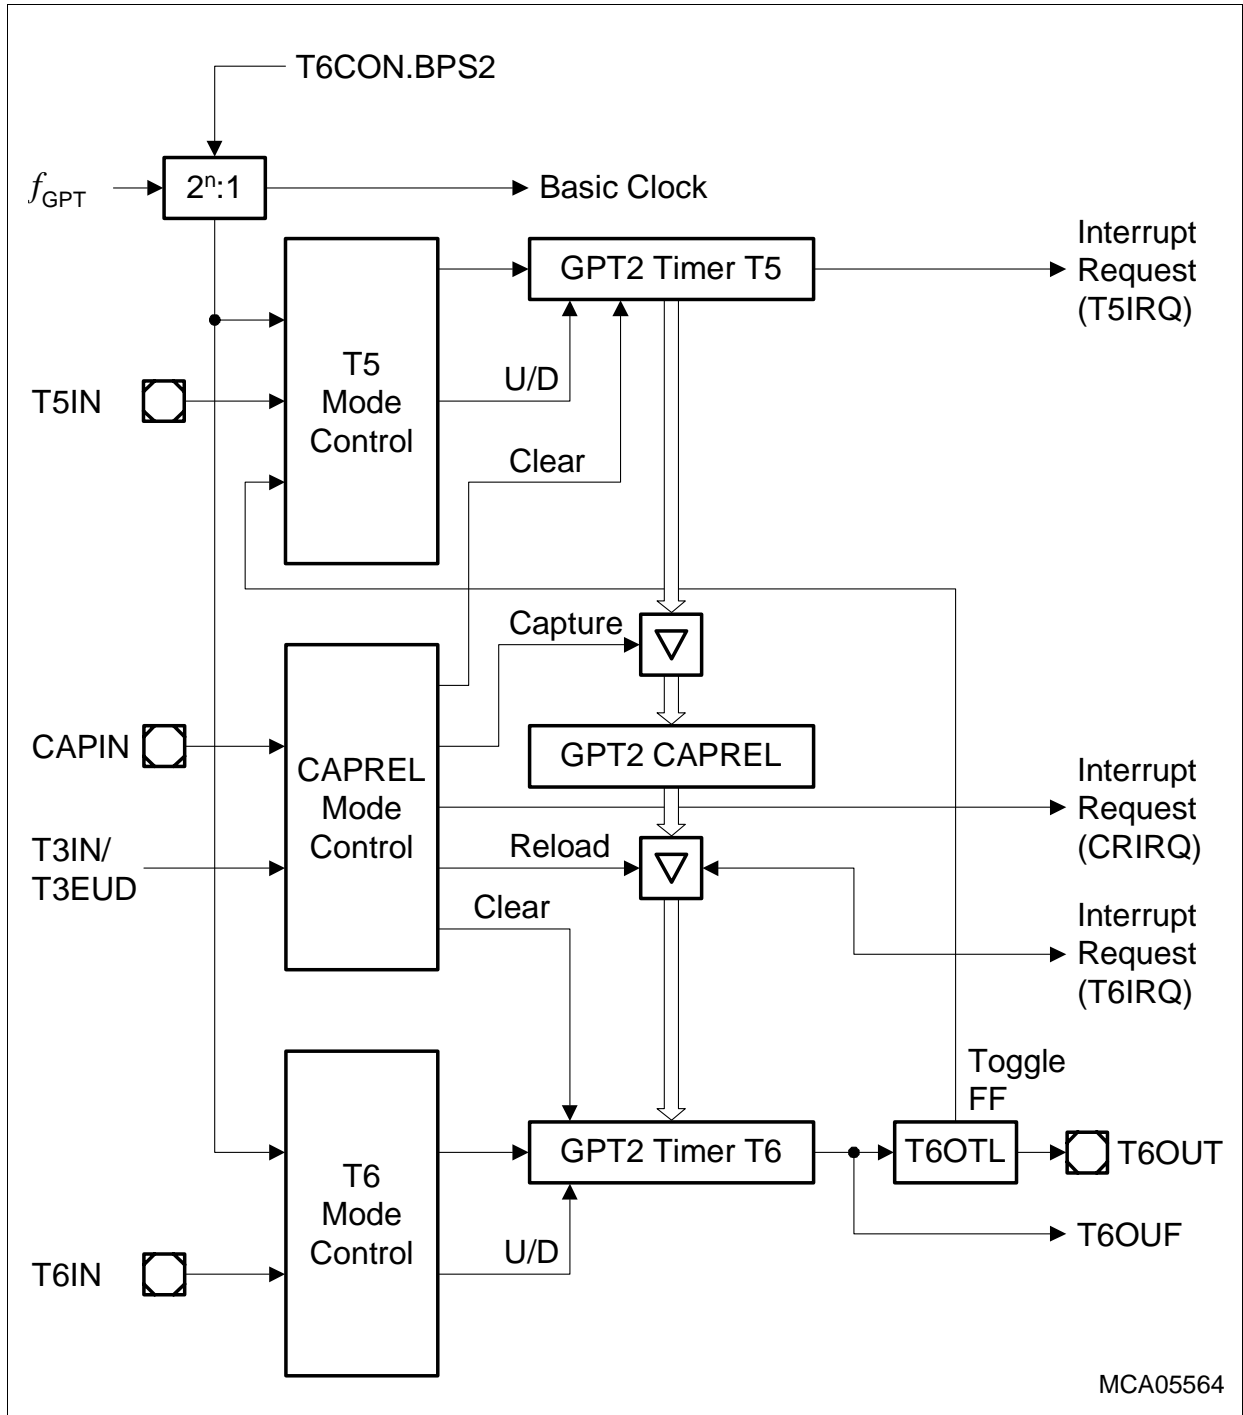 T6CON.BPS2
fGPT
2ⁿ:1
Basic Clock
GPT2 Timer T5
Interrupt
Request
(T5IRQ)
T5
Mode
Control
T5IN
U/D
Clear
Capture
CAPIN
CAPREL
Mode
Control
GPT2 CAPREL
Interrupt
Request
(CRIRQ)
T3IN/
T3EUD
Reload
Clear
Interrupt
Request
(T6IRQ)
Toggle
FF
T6
Mode
Control
GPT2 Timer T6
T6OTL
T6OUT
T6IN
U/D
T6OUF
MCA05564